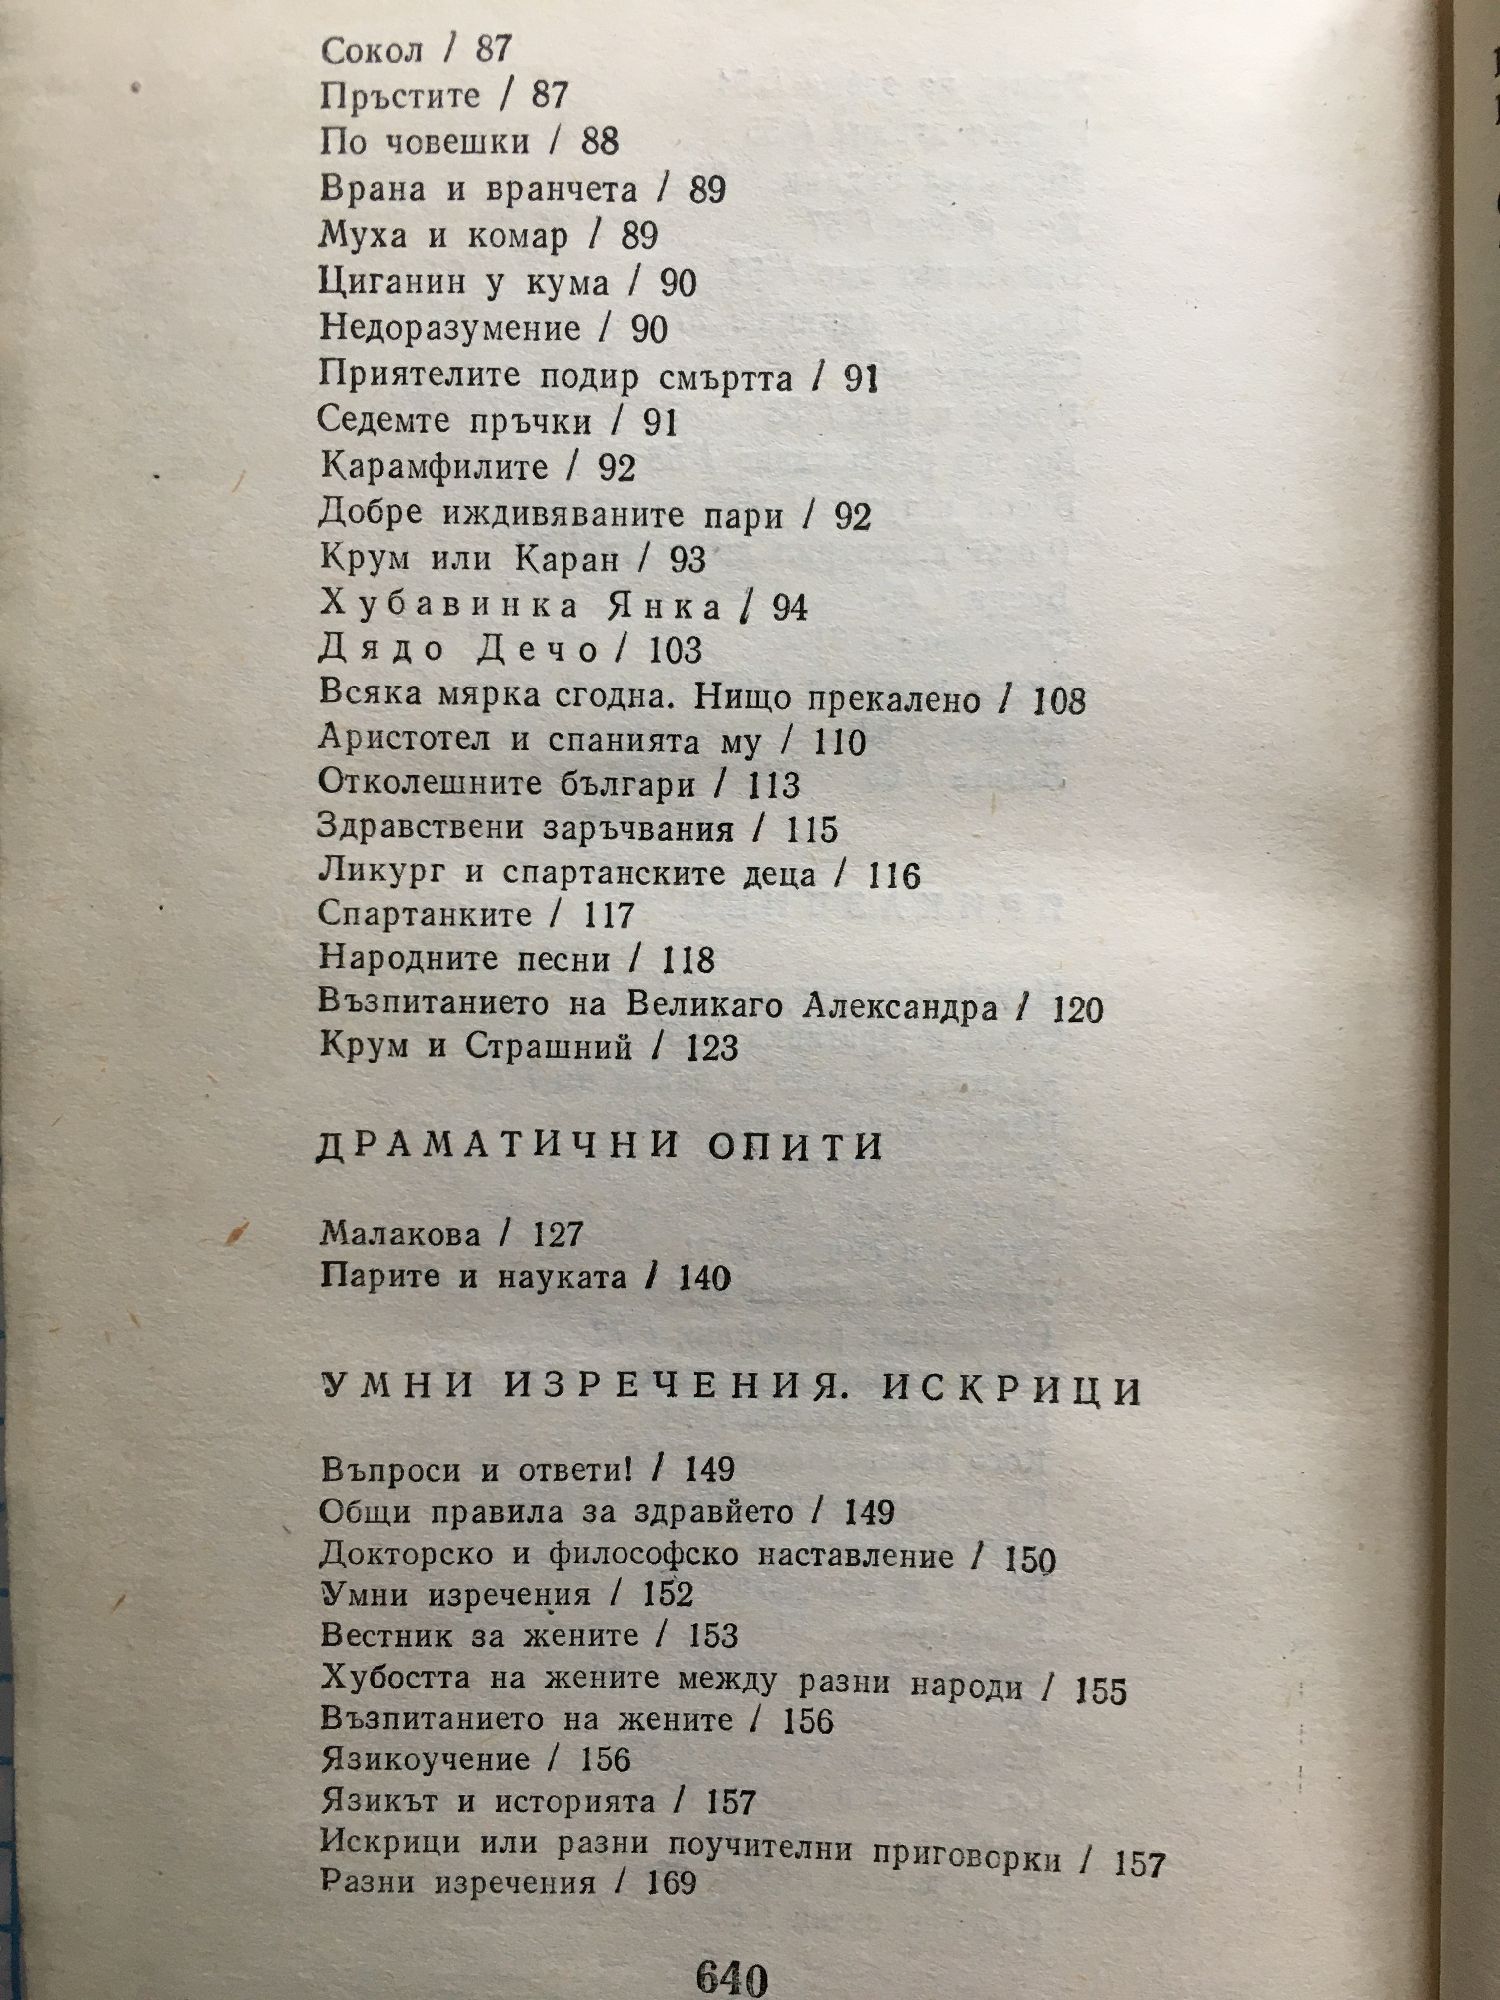 Сокол / 87
Пръстите / 87
По човешки / 88
Врана и вранчета / 89
Муха и комар / 89
Циганин у кума / 90
Недоразумение / 90
Приятелите подир смъртта / 91
Седемте пръчки / 91
Карамфилите / 92
Добре иждивяваните пари / 92
Крум или Каран / 93
Хубавинка Янка / 94
Дядо Дечо / 103
Всяка мярка сгодна. Нищо прекалено / 108
Аристотел и спанията му / 110
Отколешните българи / 113
Здравствени заръчвания / 115
Ликург и спартанските деца / 116
Спартанките / 117
Народните песни / 118
Възпитанието на Великаго Александра / 120
Крум и Страшний / 123
ДРАМАТИЧНИ ОПИТИ
Малакова / 127
Парите и науката / 140
УМНИ ИЗРЕЧЕНИЯ. ИСКРИЦИ
Въпроси и ответи! / 149
Общи правила за здравйето / 149
Докторско и философско наставление / 150
Умни изречения / 152
Вестник за жените / 153
Хубостта на жените между разни народи / 155
Възпитанието на жените / 156
Язикоучение / 156
Язикът и историята / 157
Искрици или разни поучителни приговорки / 157
Разни изречения / 169
640